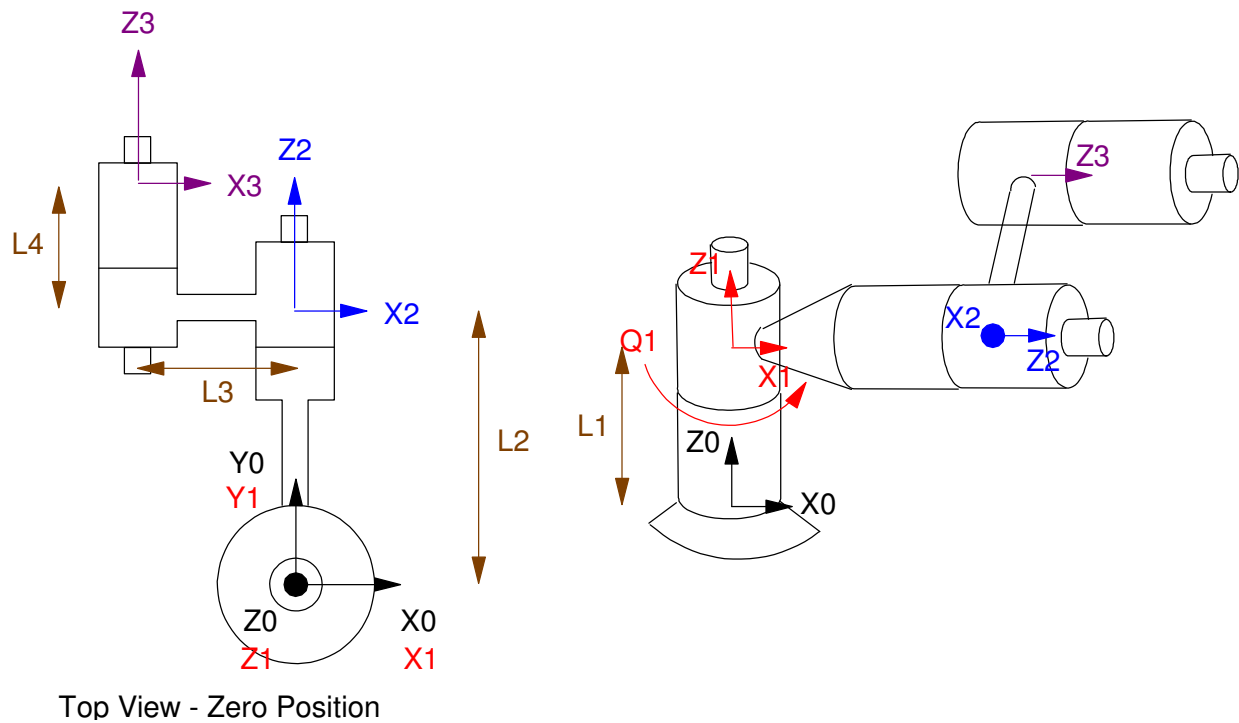 Z3
Z2
X3
L4
X2
L3
L2
Y0
Y1
Z0
X0
Z1
X1
Top View - Zero Position
Z3
Z1
Q1
X2
X1
Z2
L1
Z0
X0